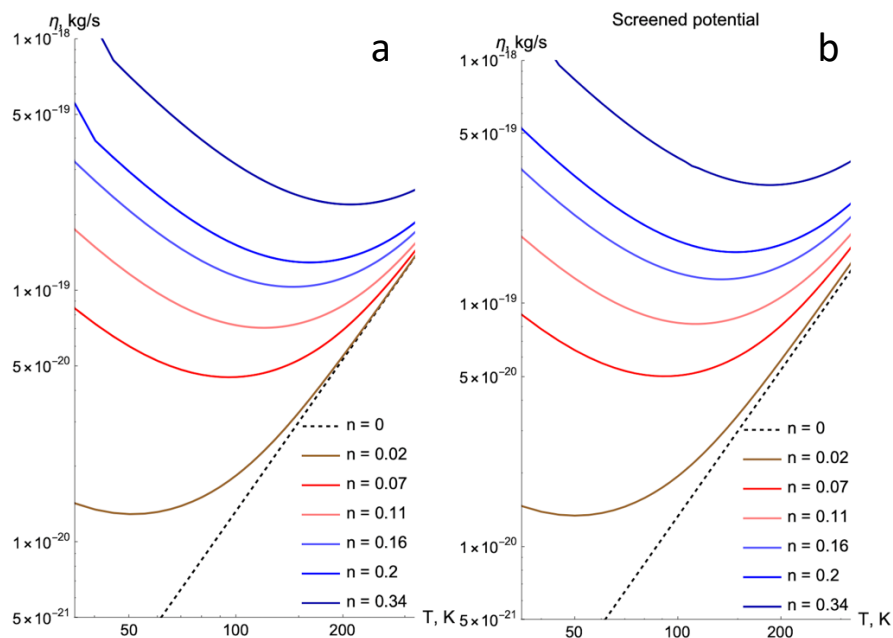 η, kg/s
a
1×10⁻¹⁸
5×10⁻¹⁹
1×10⁻¹⁹
5×10⁻²⁰
1×10⁻²⁰
5×10⁻²¹
n = 0
n = 0.02
n = 0.07
n = 0.11
n = 0.16
n = 0.2
n = 0.34
50
100
200
T, K
Screened potential
η, kg/s
b
1×10⁻¹⁸
5×10⁻¹⁹
1×10⁻¹⁹
5×10⁻²⁰
1×10⁻²⁰
5×10⁻²¹
n = 0
n = 0.02
n = 0.07
n = 0.11
n = 0.16
n = 0.2
n = 0.34
50
100
200
T, K